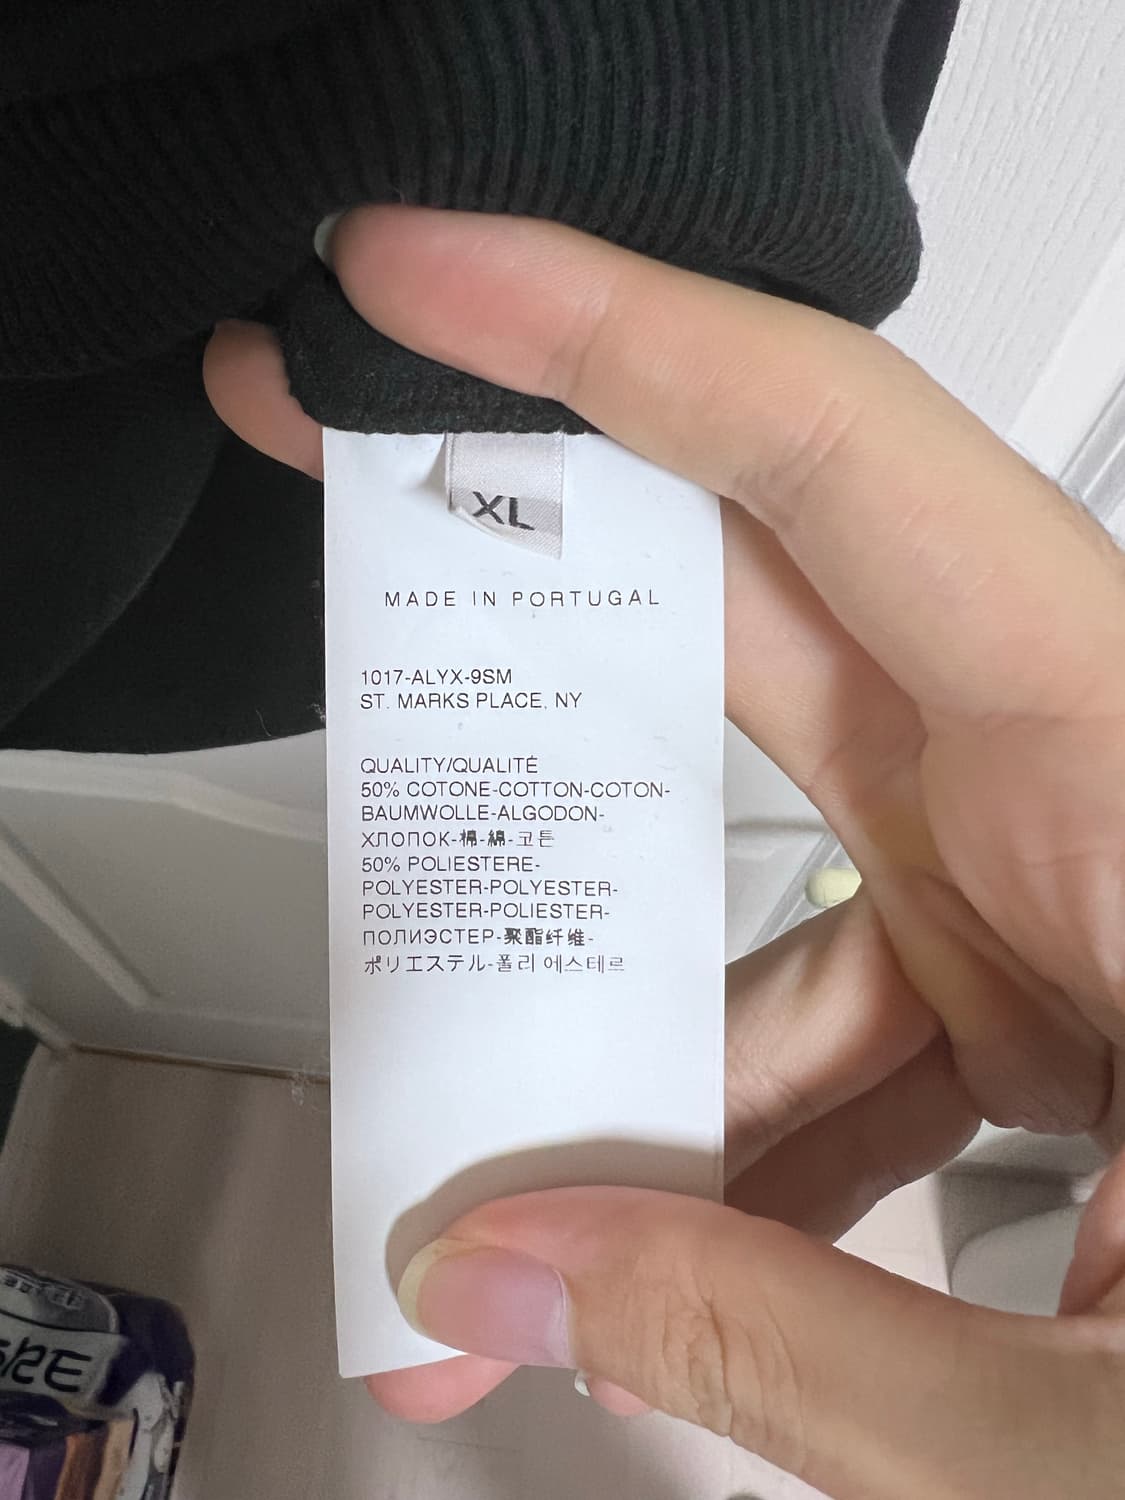 XL
MADE IN PORTUGAL
1017-ALYX-9SM
ST. MARKS PLACE, NY
QUALITY/QUALITÉ
50% COTONE-COTTON-COTON-
BAUMWOLLE-ALGODON-
ХЛОПОК-棉-綿-코튼
50% POLIESTERE-
POLYESTER-POLYESTER-
POLYESTER-POLIESTER-
ПОЛИЭСТЕР-聚酯纤维-
ポリエステル-폴리 에스테르